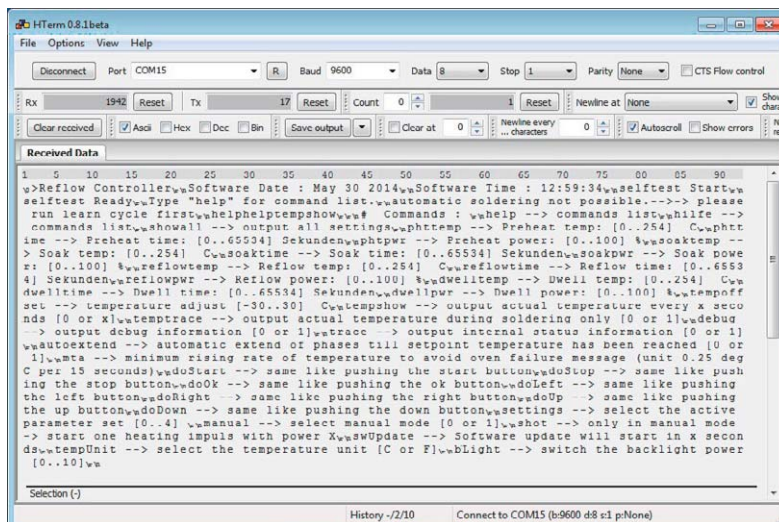 HTerm 0.8.1beta
File Options View Help
Disconnect Port COM15 R Baud 9600 Data 8 Stop 1 Parity None CTS Flow control
Rx 1942 Reset Tx 17 Reset Count 0 1 Reset Newline at None Show
Clear received Ascii Hex Dec Bin Save output Clear at 0 Newline every ... characters 0 Autoscroll Show errors
Received Data
1 5 10 15 20 25 30 35 40 45 50 55 60 65 70 75 80 85 90
>Reflow Controller Software Date : May 30 2014 Software Time : 12:59:34 selftest Start
selftest Ready Type "help" for command list. automatic soldering not possible.-->--> please
run learn cycle first helphelptempshow # Commands : help --> commands list hilfe -->
commands list showall --> output all settings phttemp --> Preheat temp: [0..254] C phtt
ime --> Preheat time: [0..65534] Sekunden phtpwr --> Preheat power: [0..100] % soaktemp --
> Soak temp: [0..254] C soaktime --> Soak time: [0..65534] Sekunden soakpwr --> Soak powe
r: [0..100] % reflowtemp --> Reflow temp: [0..254] C reflowtime --> Reflow time: [0..6553
4] Sekunden reflowpwr --> Reflow power: [0..100] % dwelltemp --> Dwell temp: [0..254] C
dwelltime --> Dwell time: [0..65534] Sekunden dwellpwr --> Dwell power: [0..100] % tempoff
set --> temperature adjust [-30..30] C tempshow --> output actual temperature every x seco
nds [0 or x] temptrace --> output actual temperature during soldering only [0 or 1] debug
--> output debug information [0 or 1] trace --> output internal status information [0 or 1]
autoextend --> automatic extend of phases till setpoint temperature has been reached [0 or
1] mta --> minimum rising rate of temperature to avoid oven failure message (unit 0.25 deg
C per 15 seconds) doStart --> same like pushing the start button doStop --> same like push
ing the stop button doOk --> same like pushing the ok button doLeft --> same like pushing
the left button doRight --> same like pushing the right button doUp --> same like pushing
the up button doDown --> same like pushing the down button settings --> select the active
parameter set [0..4] manual --> select manual mode [0 or 1] shot --> only in manual mode -
-> start one heating impuls with power X swUpdate --> Software update will start in x secon
ds tempUnit --> select the temperature unit [C or F] bLight --> switch the backlight power
[0..10]
Selection (-)
History -/2/10 Connect to COM15 (b:9600 d:8 s:1 p:None)